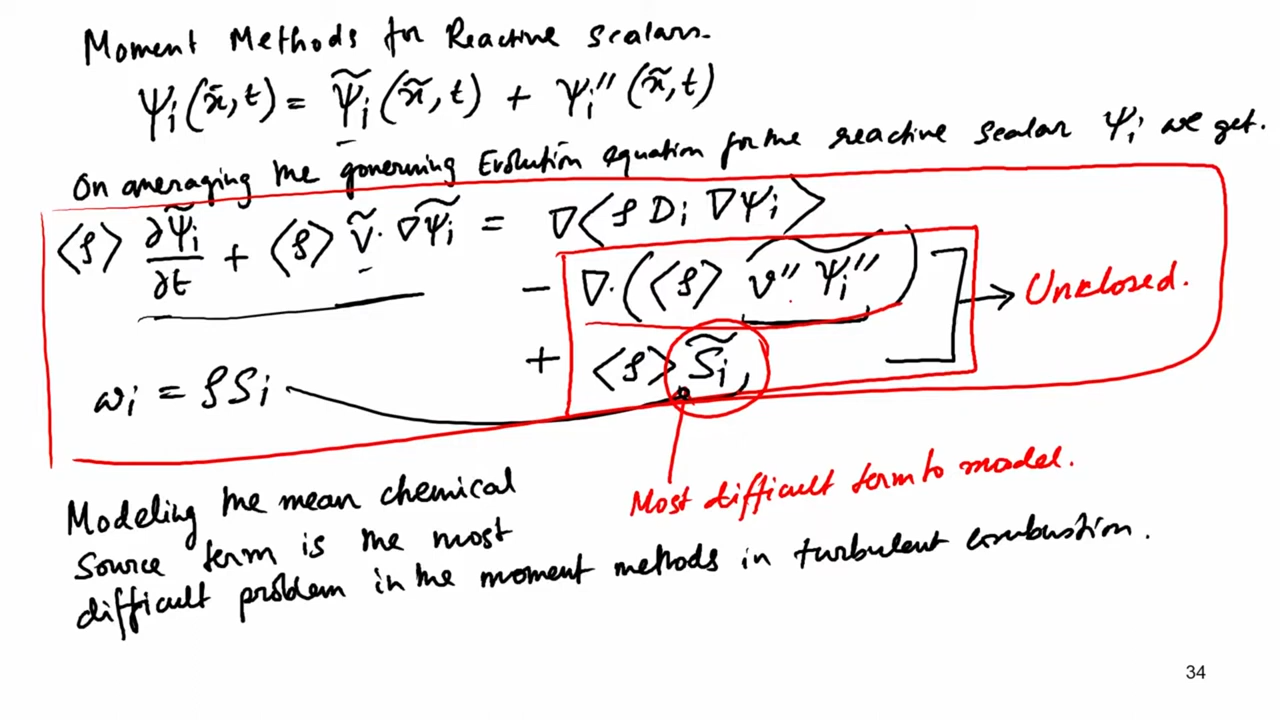 Moment Methods for Reactive Scalars.
Ψi(x̃,t) = Ψ̃i(x̃,t) + Ψi″(x̃,t)
On averaging the governing Evolution equation for the reactive scalar Ψi we get.
⟨ρ⟩ ∂Ψ̃i/∂t + ⟨ρ⟩ ṽ·∇Ψ̃i = ∇⟨ρ Di ∇Ψi⟩
− ∇·(⟨ρ⟩ v″Ψi″) → Unclosed.
+ ⟨ρ⟩ S̃i
ωi = ρSi
Most difficult term to model.
Modeling the mean chemical
Source term is the most
difficult problem in the moment methods in turbulent combustion.
34